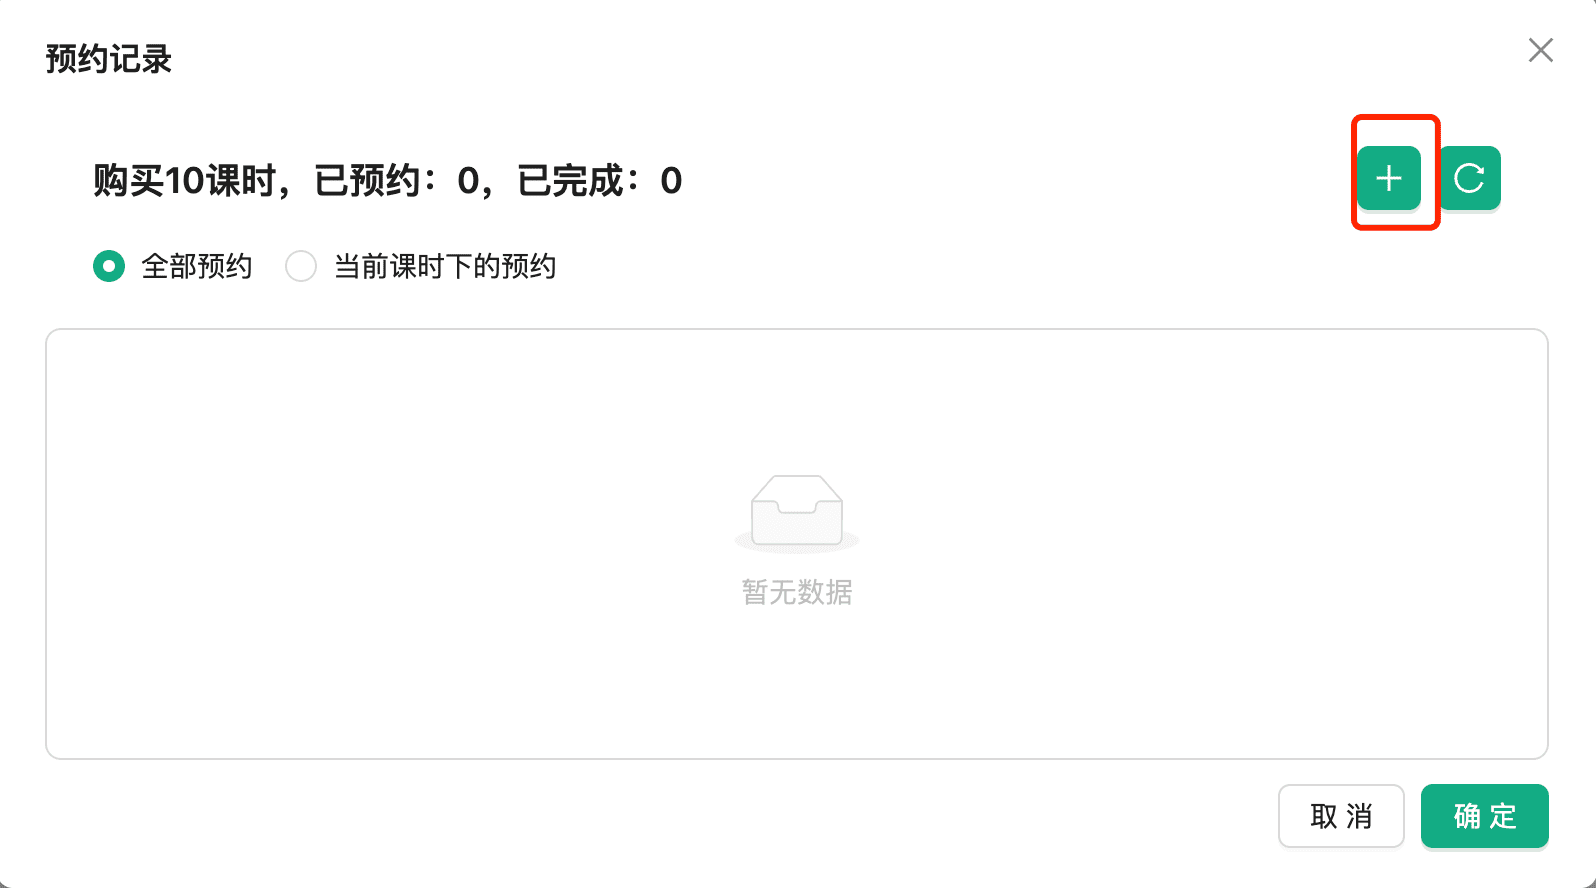 预约记录
购买10课时，已预约：0，已完成：0
全部预约 当前课时下的预约
暂无数据
取 消 确 定